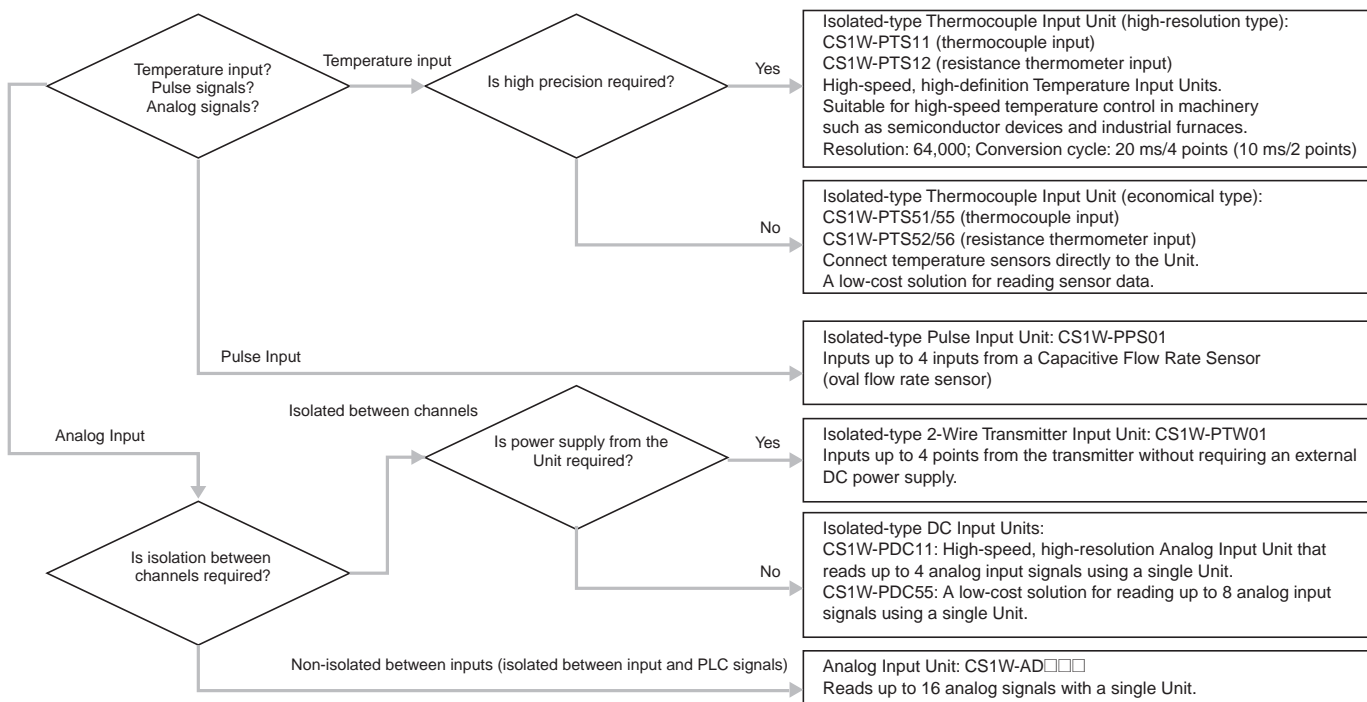 Temperature input?
Pulse signals?
Analog signals?
Temperature input
Is high precision required?
Yes
Isolated-type Thermocouple Input Unit (high-resolution type):
CS1W-PTS11 (thermocouple input)
CS1W-PTS12 (resistance thermometer input)
High-speed, high-definition Temperature Input Units.
Suitable for high-speed temperature control in machinery
such as semiconductor devices and industrial furnaces.
Resolution: 64,000; Conversion cycle: 20 ms/4 points (10 ms/2 points)
No
Isolated-type Thermocouple Input Unit (economical type):
CS1W-PTS51/55 (thermocouple input)
CS1W-PTS52/56 (resistance thermometer input)
Connect temperature sensors directly to the Unit.
A low-cost solution for reading sensor data.
Pulse Input
Isolated-type Pulse Input Unit: CS1W-PPS01
Inputs up to 4 inputs from a Capacitive Flow Rate Sensor
(oval flow rate sensor)
Analog Input
Isolated between channels
Is power supply from the
Unit required?
Yes
Isolated-type 2-Wire Transmitter Input Unit: CS1W-PTW01
Inputs up to 4 points from the transmitter without requiring an external
DC power supply.
Is isolation between
channels required?
No
Isolated-type DC Input Units:
CS1W-PDC11: High-speed, high-resolution Analog Input Unit that
reads up to 4 analog input signals using a single Unit.
CS1W-PDC55: A low-cost solution for reading up to 8 analog input
signals using a single Unit.
Non-isolated between inputs (isolated between input and PLC signals)
Analog Input Unit: CS1W-AD□□□
Reads up to 16 analog signals with a single Unit.